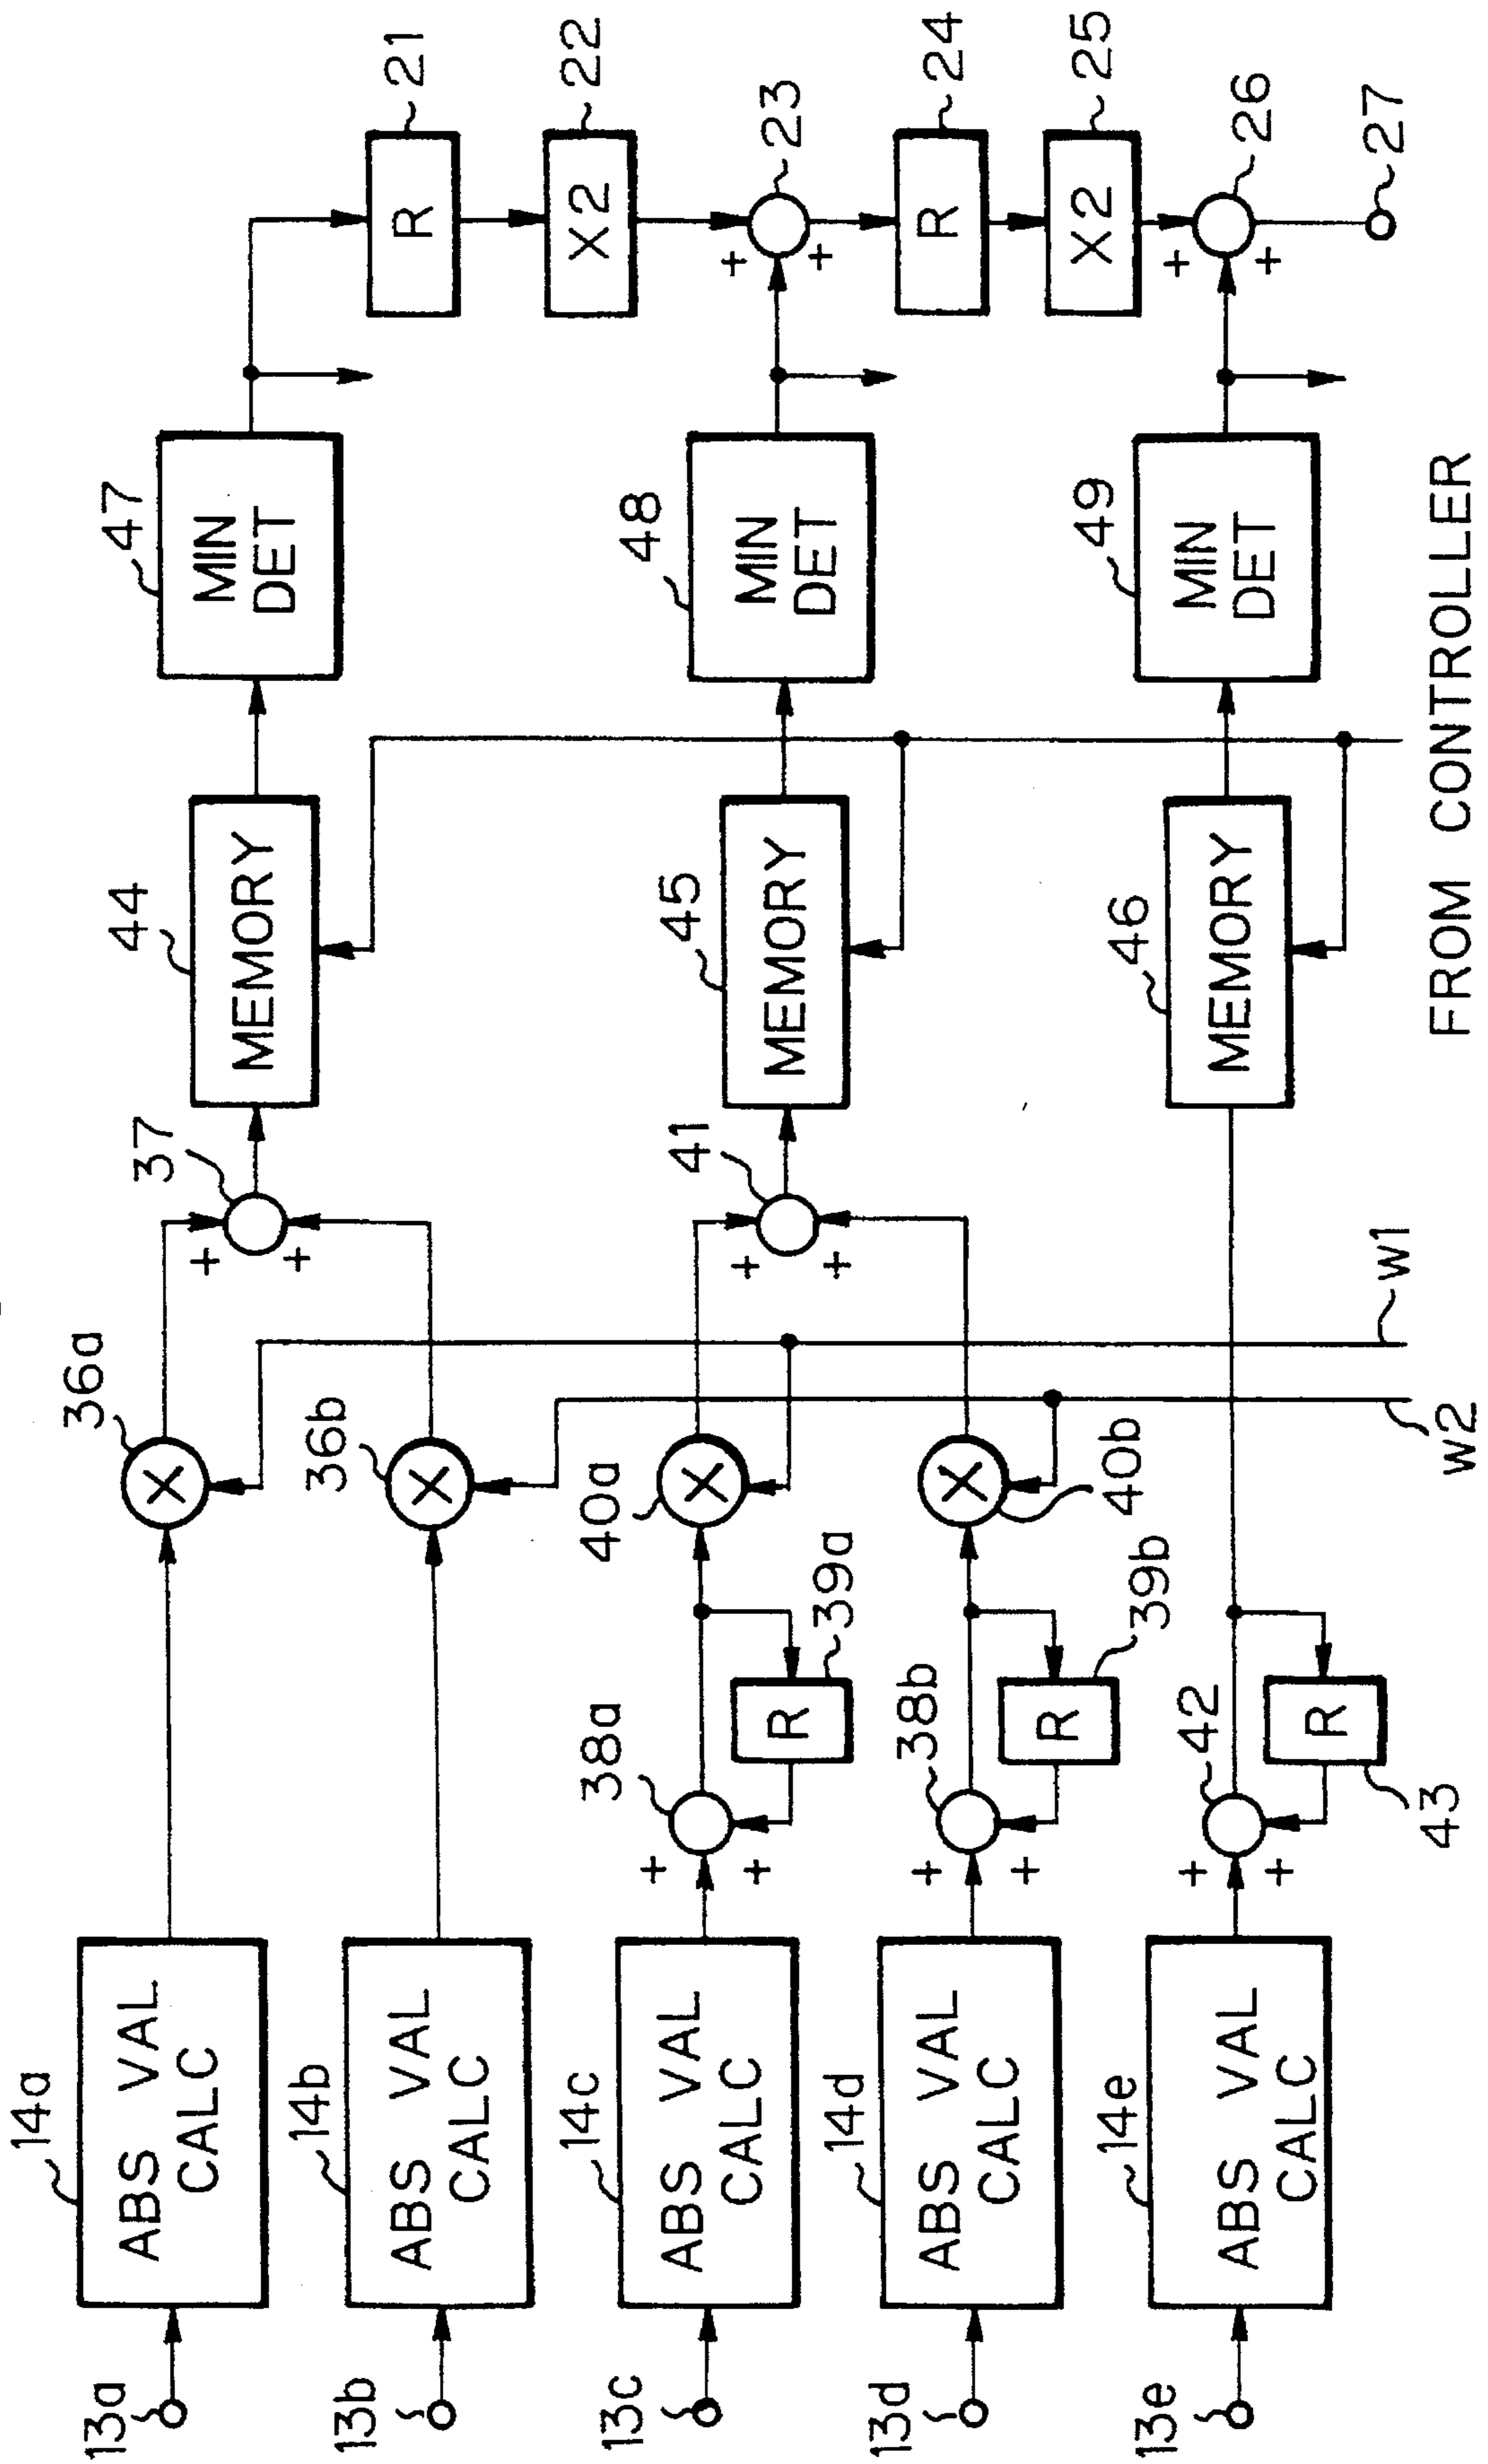 13a
14a
ABS VAL
CALC
36a
X
+
+
37
44
MEMORY
47
MIN
DET
R
21
X2
22
13b
14b
ABS VAL
CALC
36b
X
13c
14c
ABS VAL
CALC
+
+
38a
R
39a
40a
X
+
+
41
45
MEMORY
48
MIN
DET
+
+
23
R
24
X2
25
13d
14d
ABS VAL
CALC
+
+
38b
R
39b
X
40b
13e
14e
ABS VAL
CALC
+
+
42
R
43
46
MEMORY
49
MIN
DET
+
+
26
27
w2
w1
FROM CONTROLLER